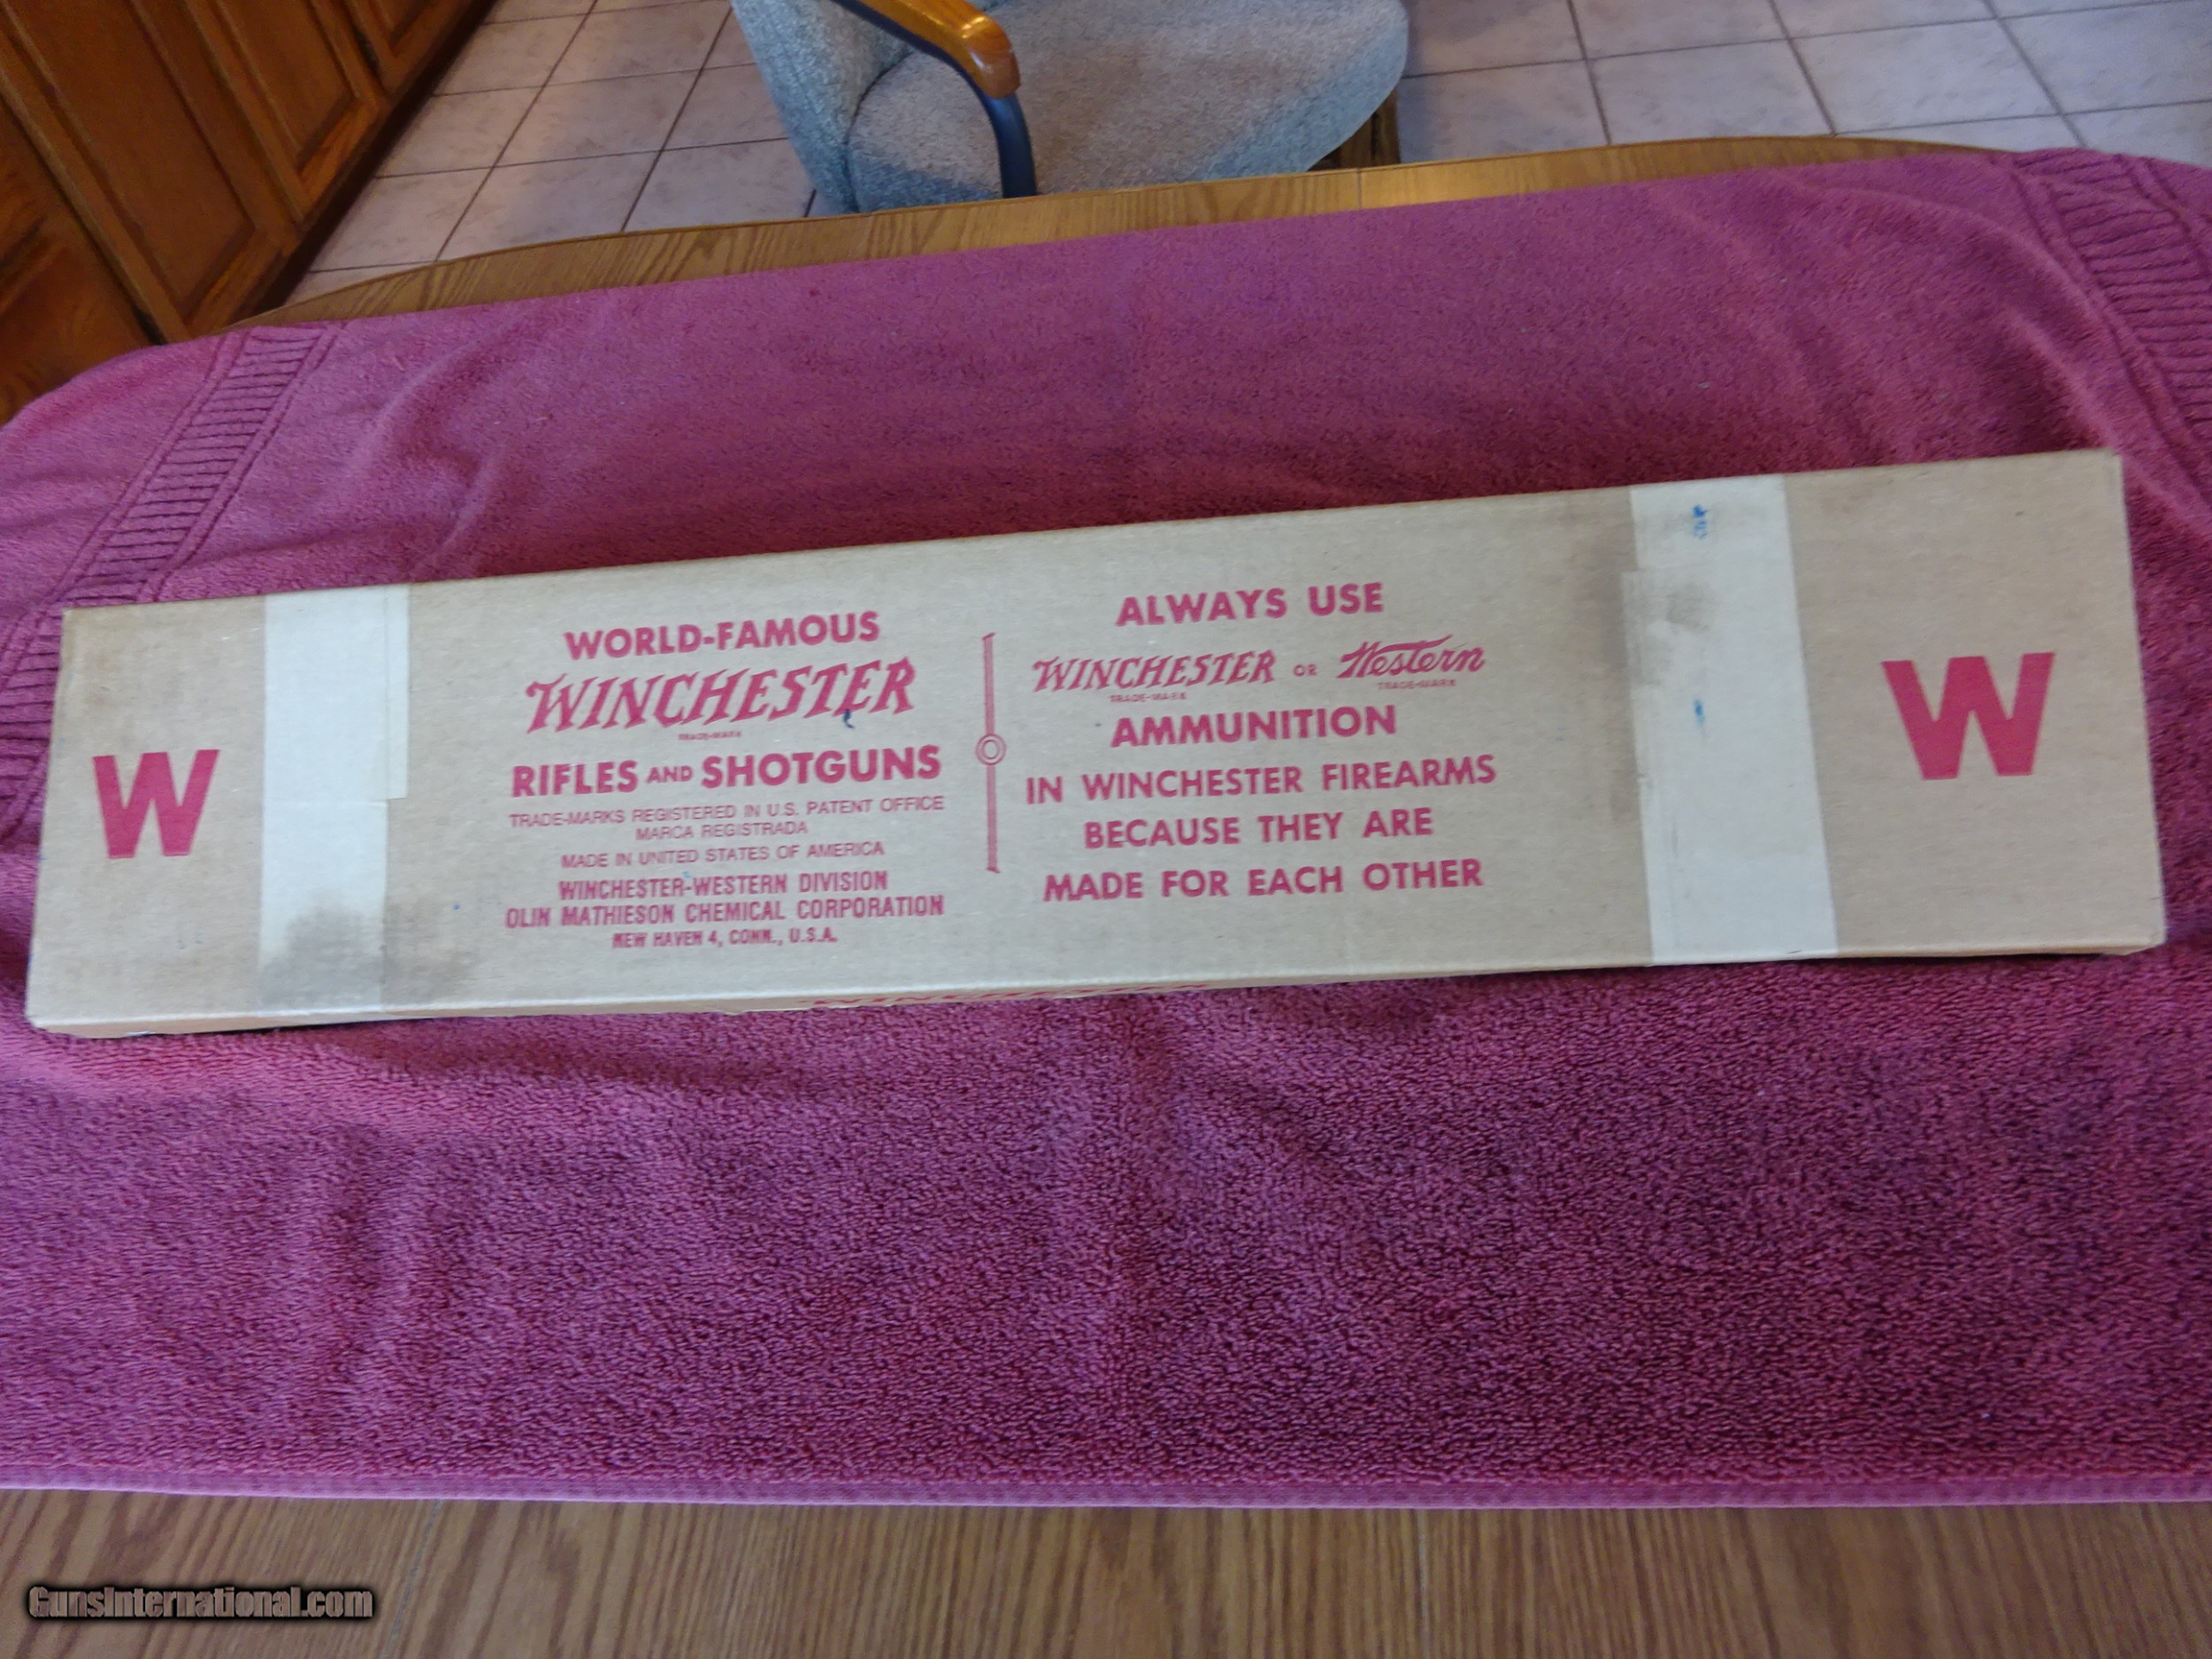 W
WORLD-FAMOUS
WINCHESTER
TRADE-MARK
RIFLES AND SHOTGUNS
TRADE-MARKS REGISTERED IN U.S. PATENT OFFICE
MARCA REGISTRADA
MADE IN UNITED STATES OF AMERICA
WINCHESTER-WESTERN DIVISION
OLIN MATHIESON CHEMICAL CORPORATION
NEW HAVEN 4, CONN., U.S.A.
ALWAYS USE
WINCHESTER OR Western
TRADE-MARK TRADE-MARK
AMMUNITION
IN WINCHESTER FIREARMS
BECAUSE THEY ARE
MADE FOR EACH OTHER
W
WINCHESTER
GunsInternational.com